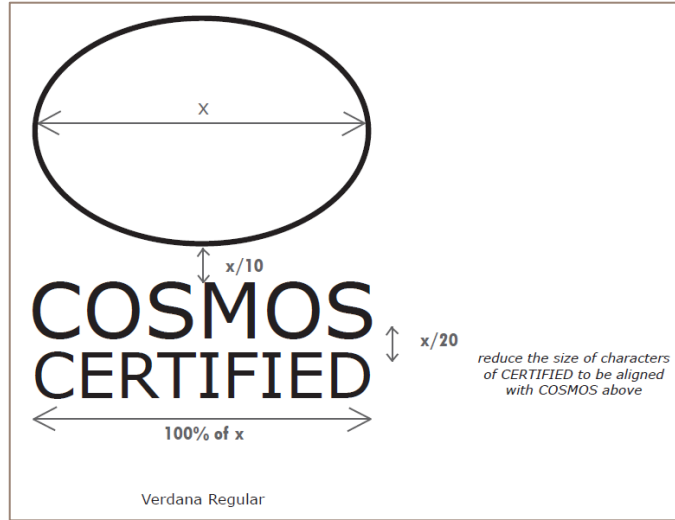 x
x/10
COSMOS
x/20
CERTIFIED
reduce the size of characters
of CERTIFIED to be aligned
with COSMOS above
100% of x
Verdana Regular